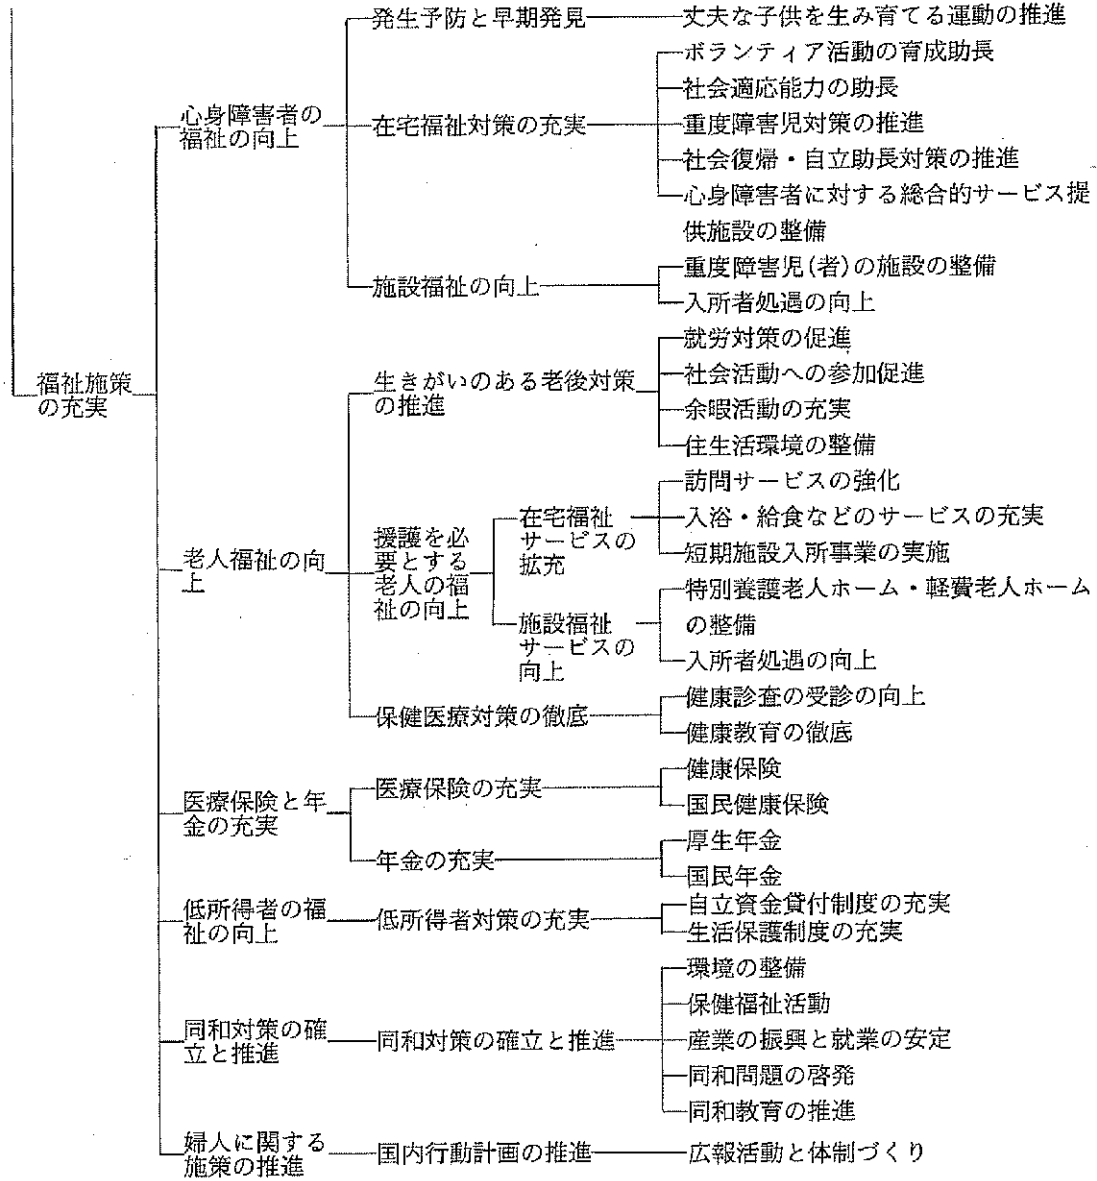 発生予防と早期発見
丈夫な子供を生み育てる運動の推進
心身障害者の
福祉の向上
在宅福祉対策の充実
ボランティア活動の育成助長
社会適応能力の助長
重度障害児対策の推進
社会復帰・自立助長対策の推進
心身障害者に対する総合的サービス提
供施設の整備
施設福祉の向上
重度障害児(者)の施設の整備
入所者処遇の向上
福祉施策
の充実
老人福祉の向
上
生きがいのある老後対策
の推進
就労対策の促進
社会活動への参加促進
余暇活動の充実
住生活環境の整備
援護を必
要とする
老人の福
祉の向上
在宅福祉
サービスの
拡充
訪問サービスの強化
入浴・給食などのサービスの充実
短期施設入所事業の実施
施設福祉
サービスの
向上
特別養護老人ホーム・軽費老人ホーム
の整備
入所者処遇の向上
保健医療対策の徹底
健康診査の受診の向上
健康教育の徹底
医療保険と年
金の充実
医療保険の充実
健康保険
国民健康保険
年金の充実
厚生年金
国民年金
低所得者の福
祉の向上
低所得者対策の充実
自立資金貸付制度の充実
生活保護制度の充実
同和対策の確
立と推進
同和対策の確立と推進
環境の整備
保健福祉活動
産業の振興と就業の安定
同和問題の啓発
同和教育の推進
婦人に関する
施策の推進
国内行動計画の推進
広報活動と体制づくり